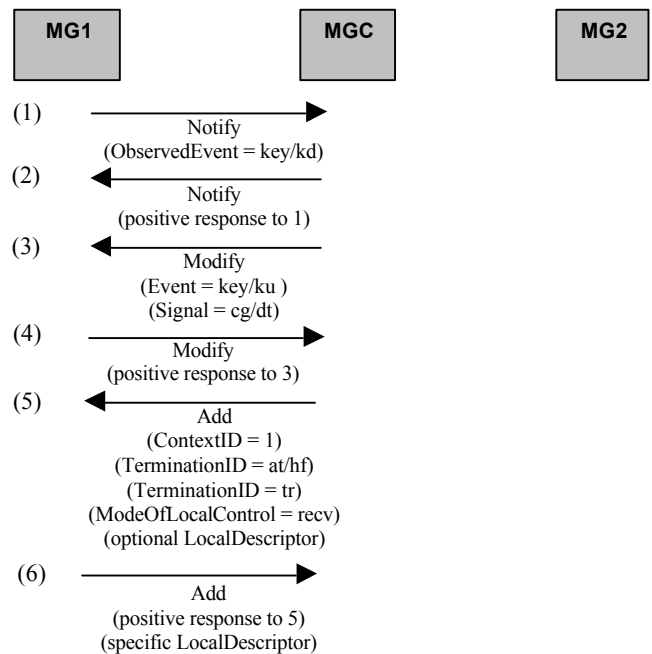 MG1 MGC MG2
(1)
Notify
(ObservedEvent = key/kd)
(2)
Notify
(positive response to 1)
(3)
Modify
(Event = key/ku )
(Signal = cg/dt)
(4)
Modify
(positive response to 3)
(5)
Add
(ContextID = 1)
(TerminationID = at/hf)
(TerminationID = tr)
(ModeOfLocalControl = recv)
(optional LocalDescriptor)
(6)
Add
(positive response to 5)
(specific LocalDescriptor)